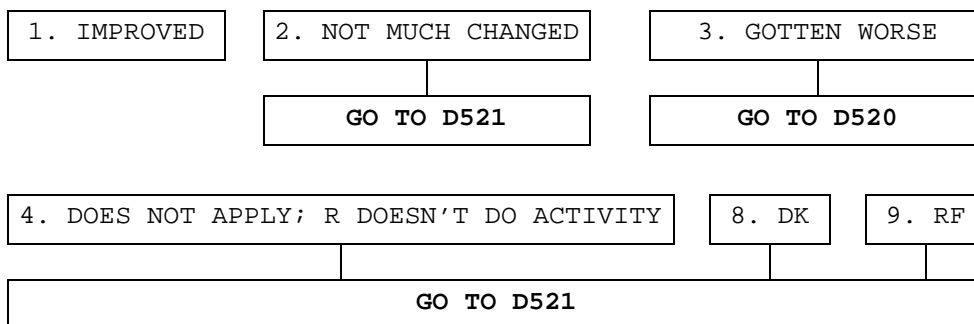 1. IMPROVED 2. NOT MUCH CHANGED 3. GOTTEN WORSE
GO TO D521 GO TO D520
4. DOES NOT APPLY; R DOESN'T DO ACTIVITY 8. DK 9. RF
GO TO D521